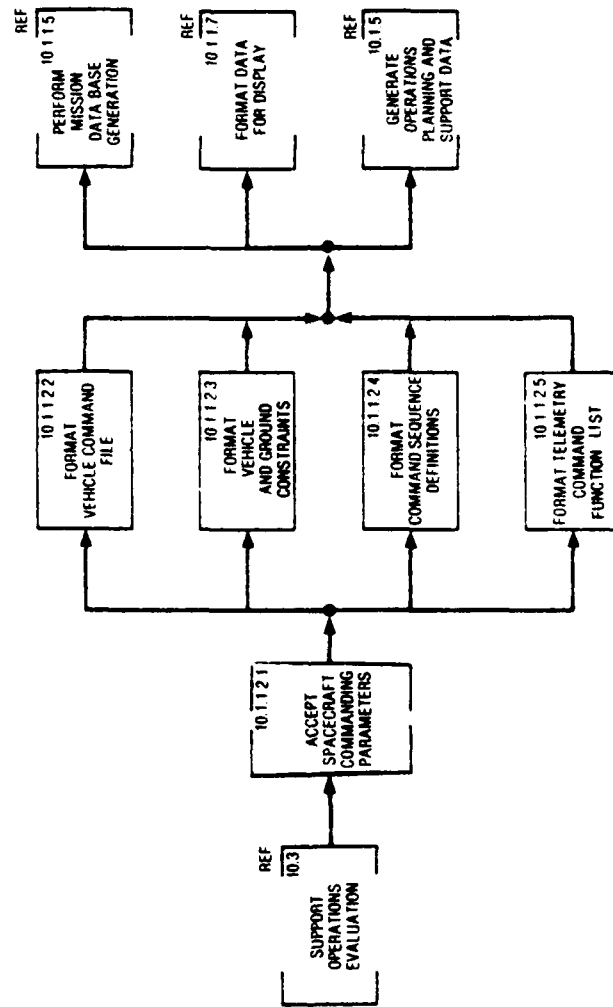 REF
10.3
SUPPORT
OPERATIONS
EVALUATION
10.1.1 2 1
ACCEPT
SPACECRAFT
COMMANDING
PARAMETERS
10 1 1 2 2
FORMAT
VEHICLE COMMAND
FILE
10 1 1 2 3
FORMAT
VEHICLE
AND GROUND
CONSTRAINTS
10 1 1 2 4
FORMAT
COMMAND SEQUENCE
DEFINITIONS
10 1 1 2 5
FORMAT TELEMETRY
COMMAND
FUNCTION LIST
REF
10 1 1 5
PERFORM
MISSION
DATA BASE
GENERATION
REF
10 1 1.7
FORMAT DATA
FOR DISPLAY
REF
10.1 5
GENERATE
OPERATIONS
PLANNING AND
SUPPORT DATA